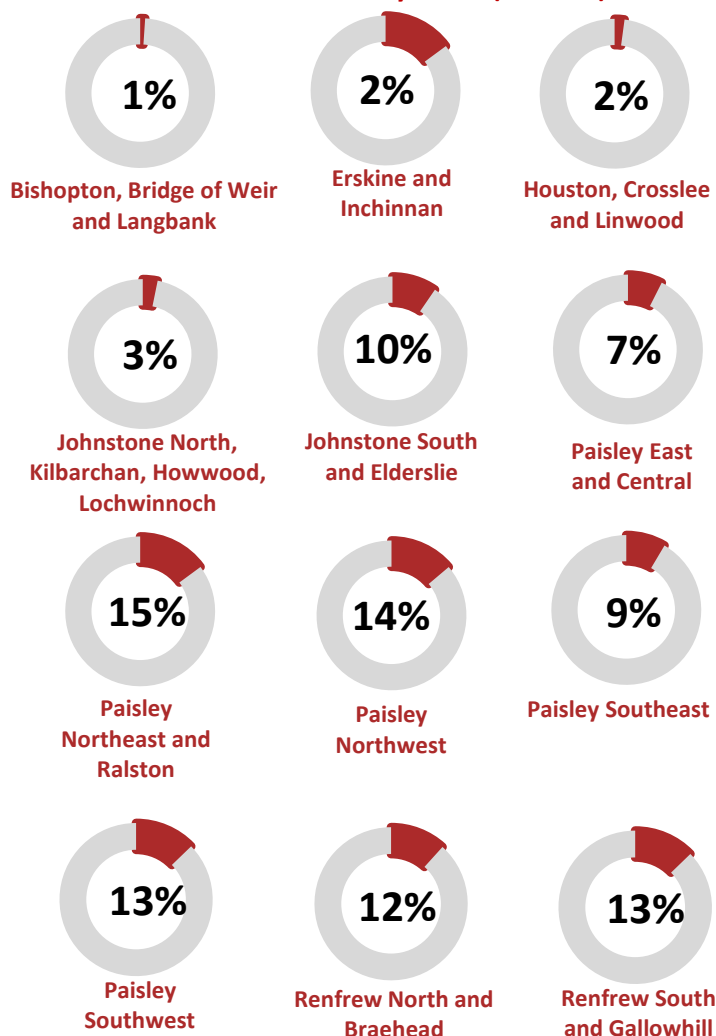 1%
2%
2%
Bishopton, Bridge of Weir
and Langbank
Erskine and
Inchinnan
Houston, Crosslee
and Linwood
3%
10%
7%
Johnstone North,
Kilbarchan, Howwood,
Lochwinnoch
Johnstone South
and Elderslie
Paisley East
and Central
15%
14%
9%
Paisley
Northeast and
Ralston
Paisley
Northwest
Paisley Southeast
13%
12%
13%
Paisley
Southwest
Renfrew North and
Braehead
Renfrew South
and Gallowhill